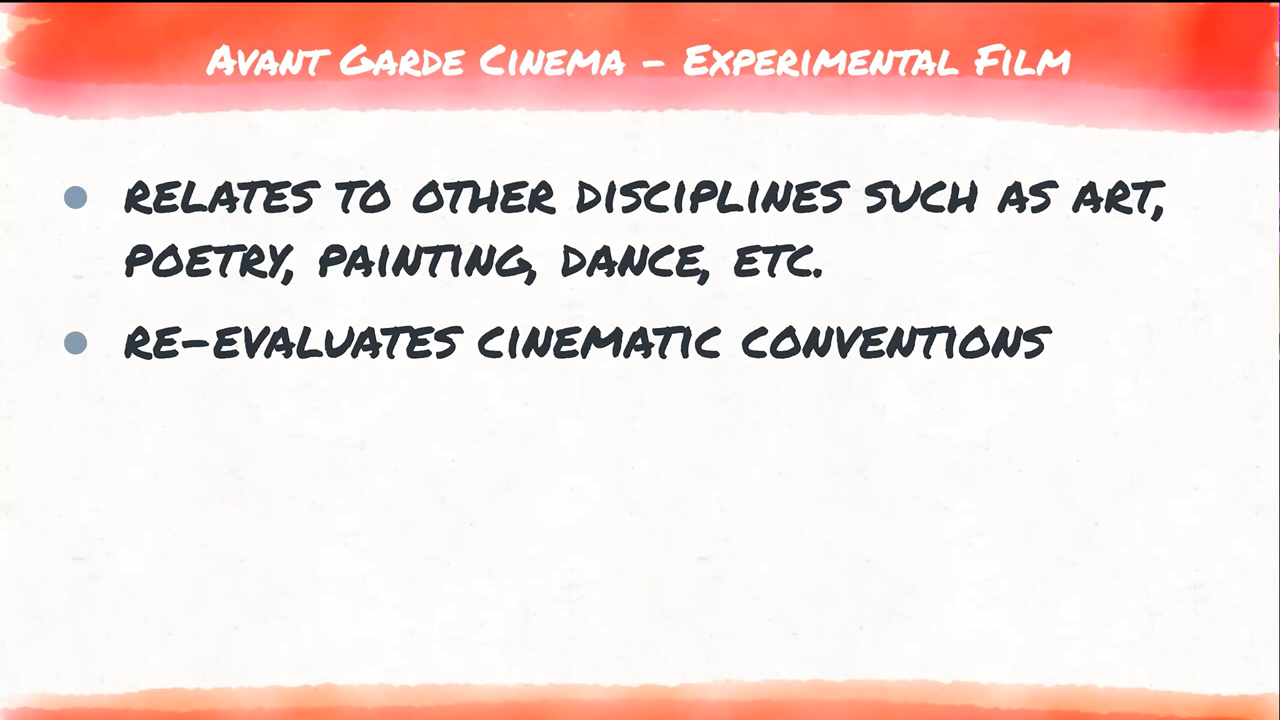 Avant Garde Cinema – Experimental Film
• RELATES TO OTHER DISCIPLINES SUCH AS ART,
POETRY, PAINTING, DANCE, ETC.
• RE-EVALUATES CINEMATIC CONVENTIONS